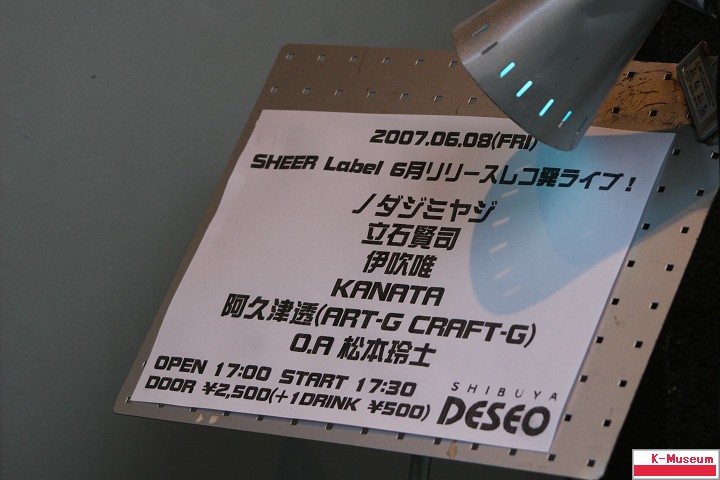 2007.06.08(FRI)
SHEER Label 6月リリースレコ発ライブ！
ノダジミヤジ
立石賢司
伊吹唯
KANATA
阿久津透(ART-G CRAFT-G)
O.A 松本玲士
OPEN 17:00 START 17:30
DOOR ¥2,500(+1DRINK ¥500)
SHIBUYA
DESEO
K-Museum